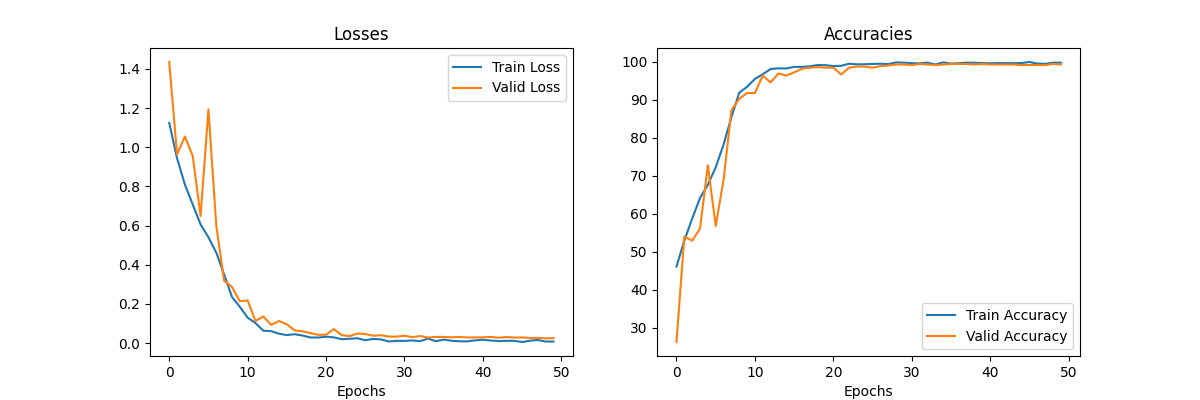 Losses
1.4
1.2
1.0
0.8
0.6
0.4
0.2
0.0
0 10 20 30 40 50
Epochs
Train Loss
Valid Loss
Accuracies
100
90
80
70
60
50
40
30
0 10 20 30 40 50
Epochs
Train Accuracy
Valid Accuracy